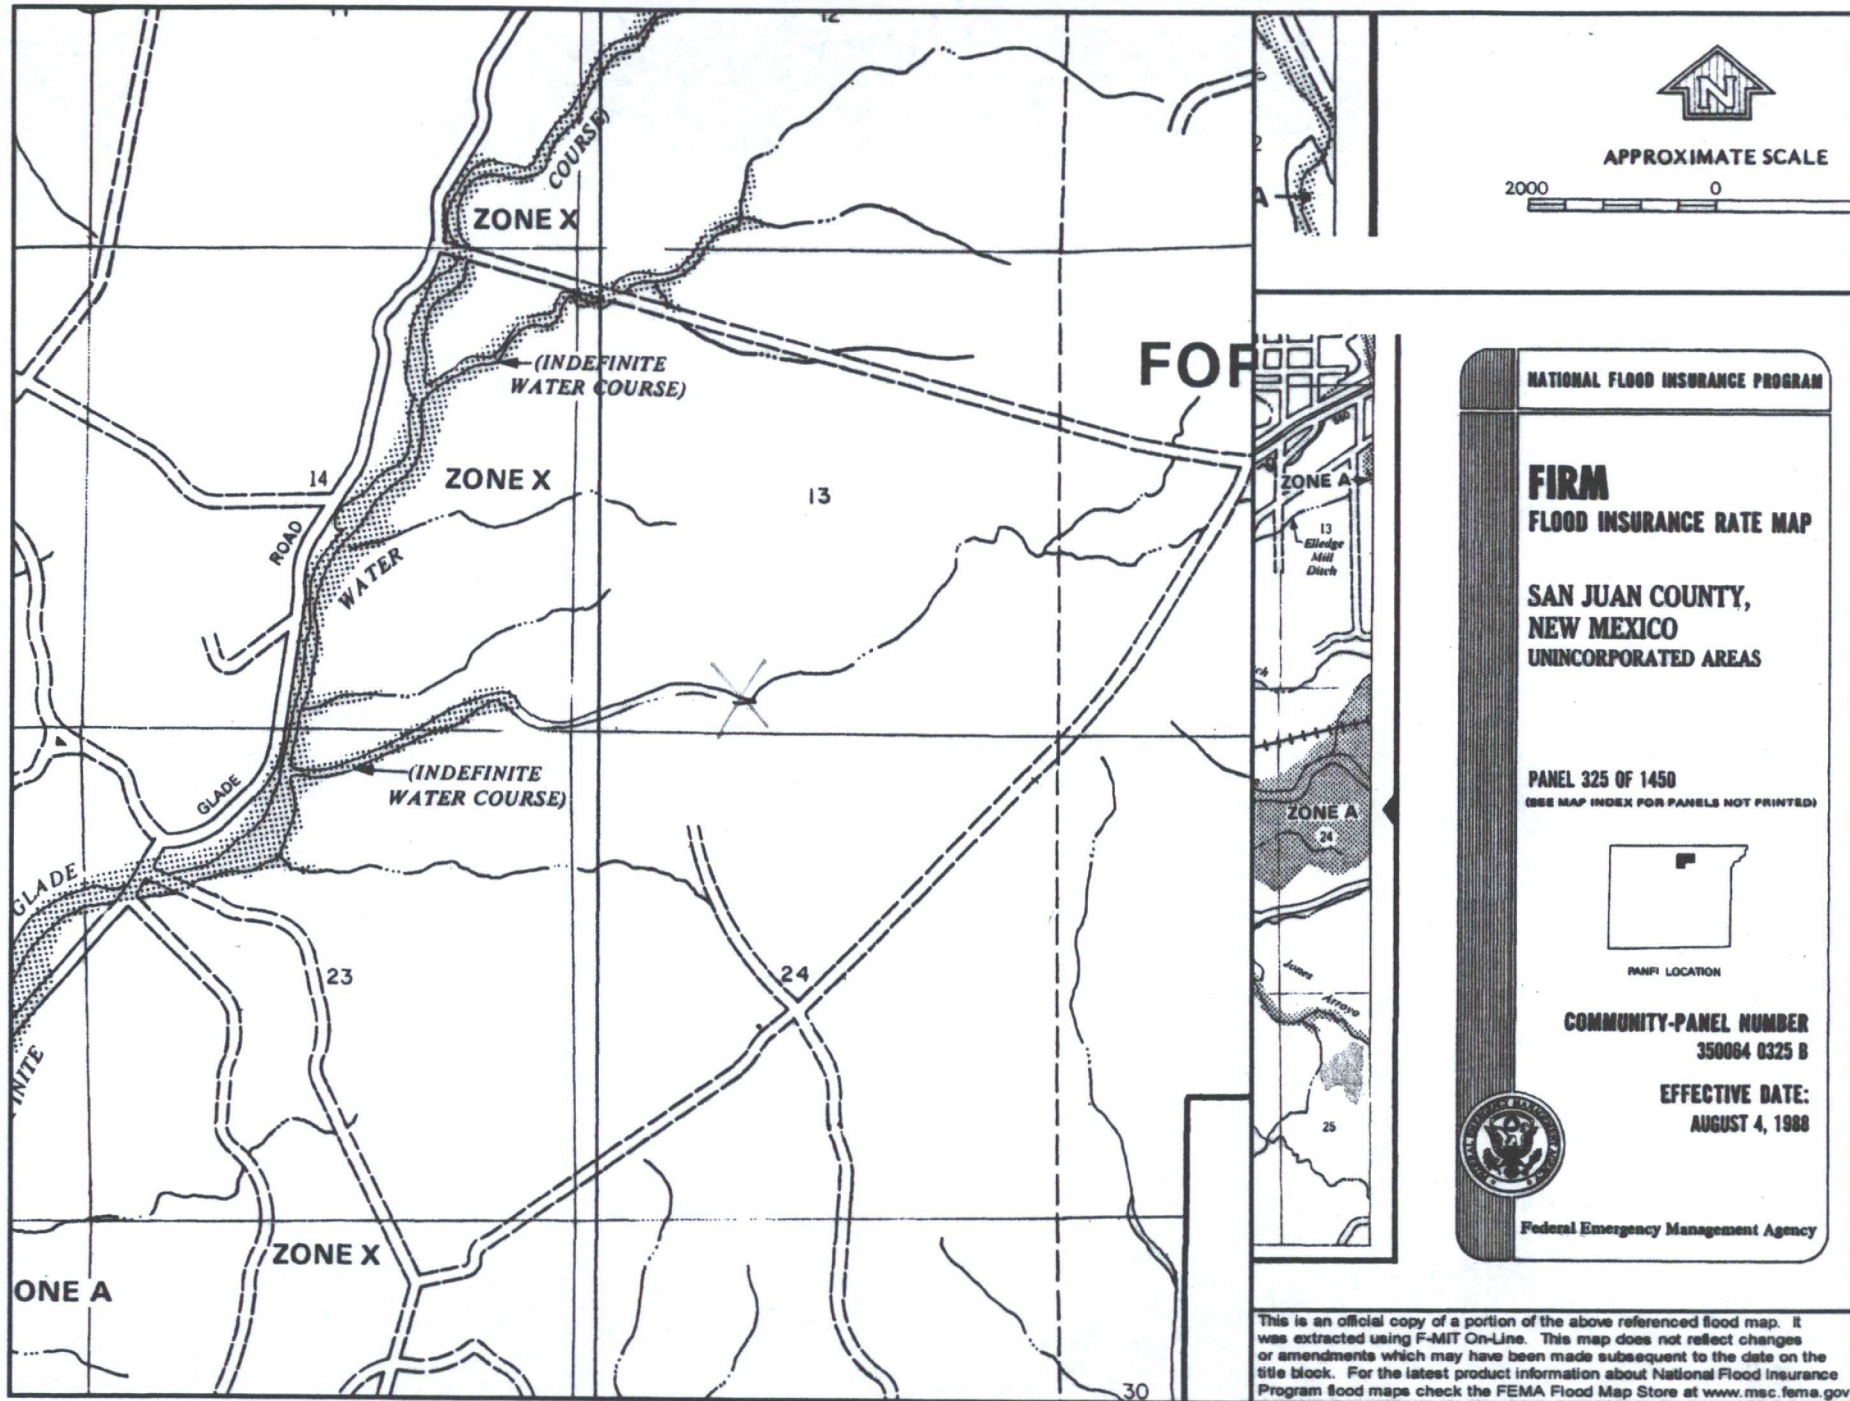 11
12
COURSE)
ZONE X
(INDEFINITE
WATER COURSE)
14
ZONE X
13
ROAD
WATER
(INDEFINITE
WATER COURSE)
GLADE
GLADE
23
24
ZONE X
ONE A
30
FOR
A
ZONE A
13
Elledge
Mill
Ditch
ZONE A
24
Jones
Arroyo
25
N
APPROXIMATE SCALE
2000 0
NATIONAL FLOOD INSURANCE PROGRAM
FIRM
FLOOD INSURANCE RATE MAP
SAN JUAN COUNTY,
NEW MEXICO
UNINCORPORATED AREAS
PANEL 325 OF 1450
(SEE MAP INDEX FOR PANELS NOT PRINTED)
PANEL LOCATION
COMMUNITY-PANEL NUMBER
350064 0325 B
EFFECTIVE DATE:
AUGUST 4, 1988
Federal Emergency Management Agency
This is an official copy of a portion of the above referenced flood map. It
was extracted using F-MIT On-Line. This map does not reflect changes
or amendments which may have been made subsequent to the date on the
title block. For the latest product information about National Flood Insurance
Program flood maps check the FEMA Flood Map Store at www.msc.fema.gov